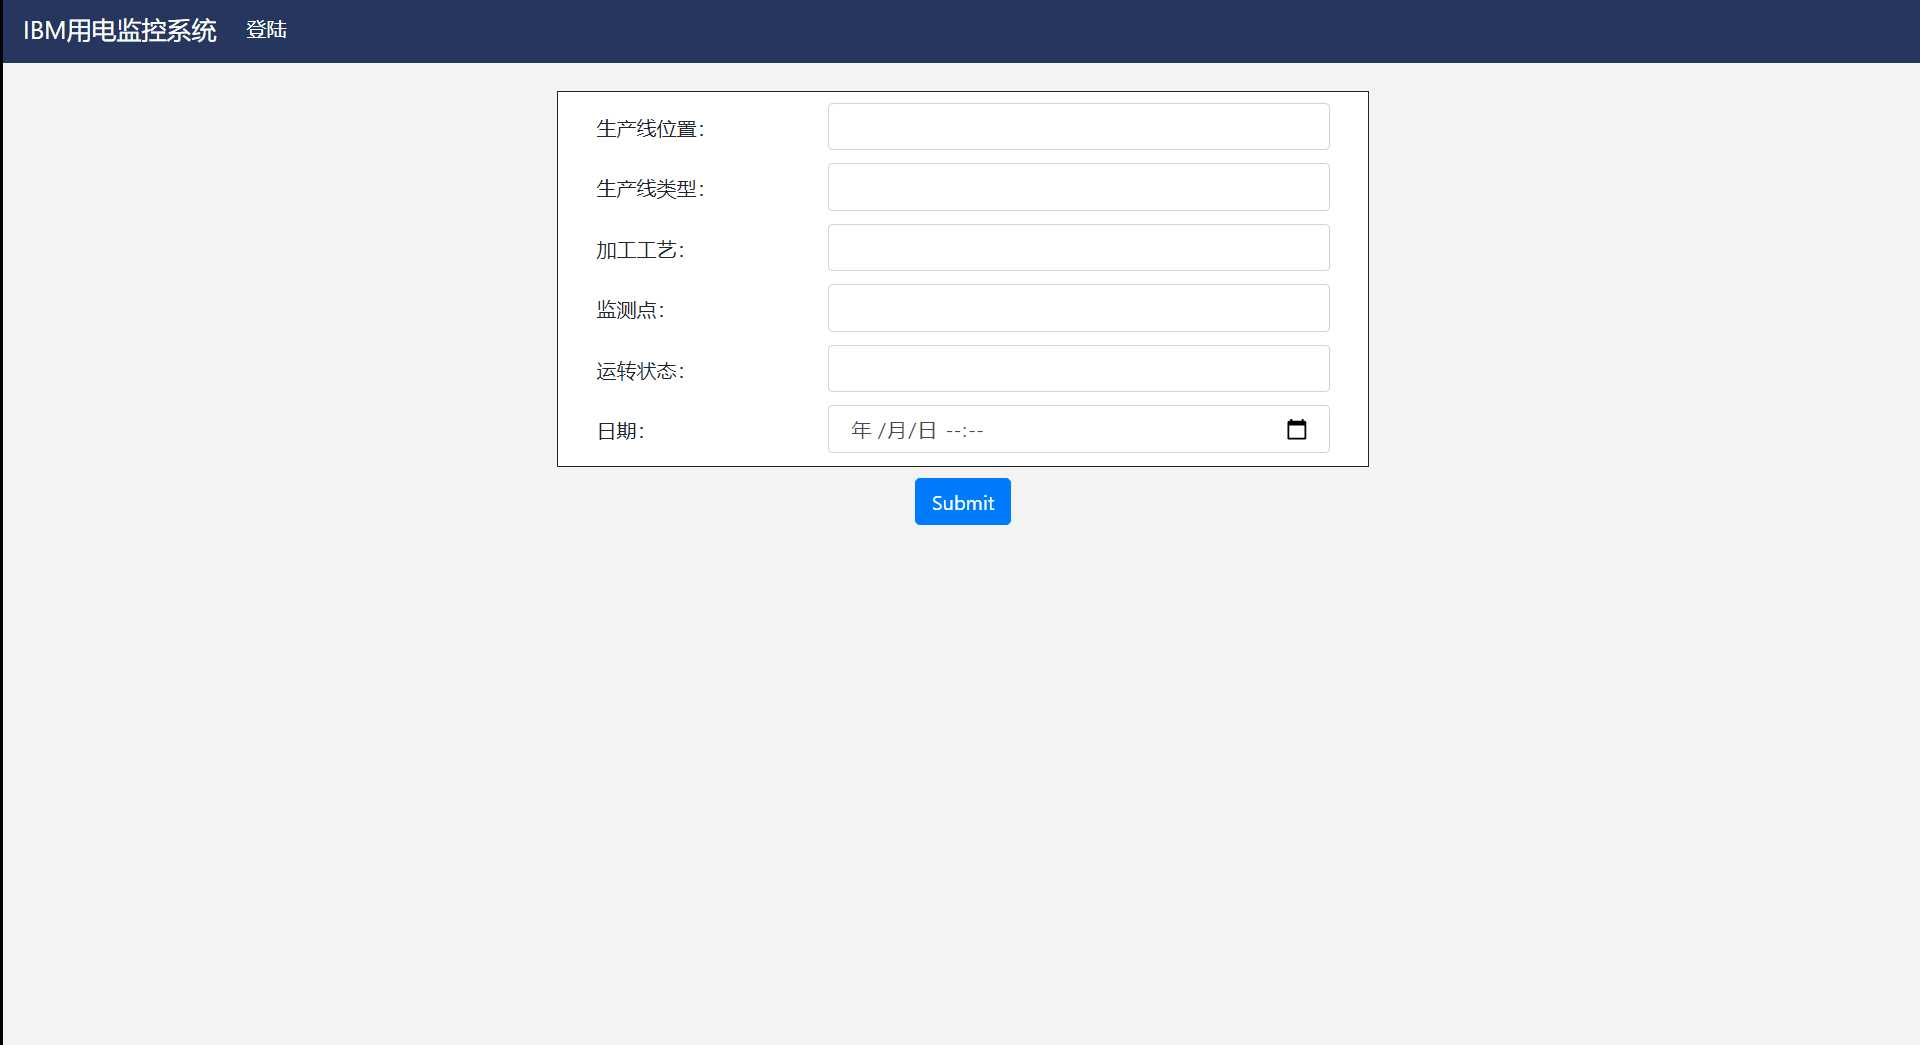 IBM用电监控系统 登陆
生产线位置：
生产线类型：
加工工艺：
监测点：
运转状态：
日期： 年 /月/日 --:--
Submit